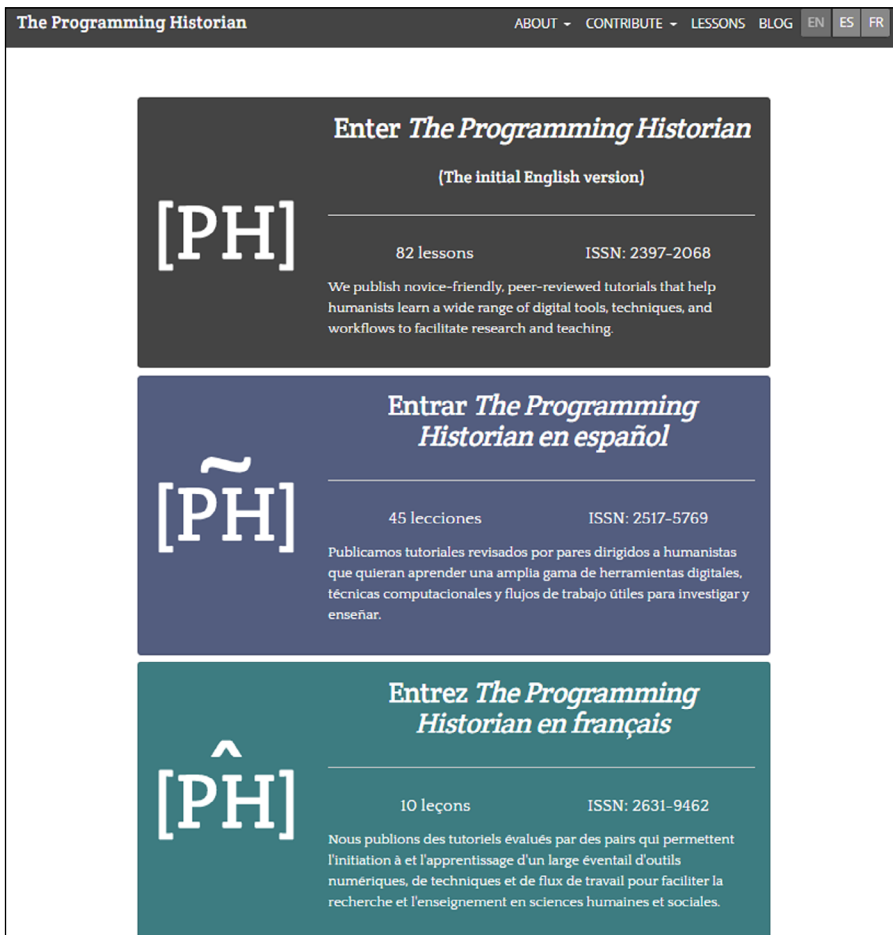 The Programming Historian
ABOUT CONTRIBUTE LESSONS BLOG EN ES FR
Enter The Programming Historian
(The initial English version)
[PH]
82 lessons ISSN: 2397-2068
We publish novice-friendly, peer-reviewed tutorials that help
humanists learn a wide range of digital tools, techniques, and
workflows to facilitate research and teaching.
Entrar The Programming
Historian en español
[P̃H]
45 lecciones ISSN: 2517-5769
Publicamos tutoriales revisados por pares dirigidos a humanistas
que quieran aprender una amplia gama de herramientas digitales,
técnicas computacionales y flujos de trabajo útiles para investigar y
enseñar.
Entrez The Programming
Historian en français
[P̂H]
10 leçons ISSN: 2631-9462
Nous publions des tutoriels évalués par des pairs qui permettent
l'initiation à et l'apprentissage d'un large éventail d'outils
numériques, de techniques et de flux de travail pour faciliter la
recherche et l'enseignement en sciences humaines et sociales.